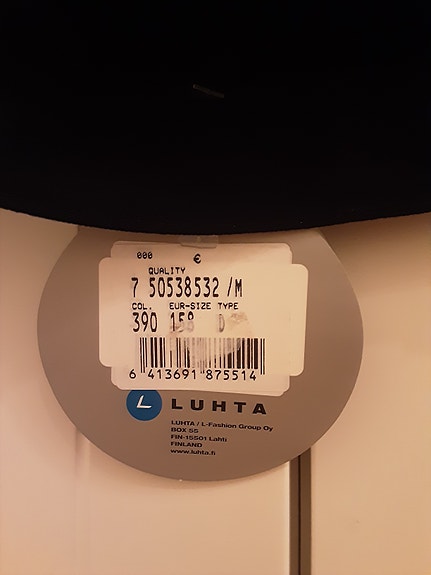 000 €
QUALITY
7 50538532 /M
COL. EUR-SIZE TYPE
390 158
6 413691 875514
L LUHTA
LUHTA / L-Fashion Group Oy
BOX 55
FIN-15501 Lahti
FINLAND
www.luhta.fi